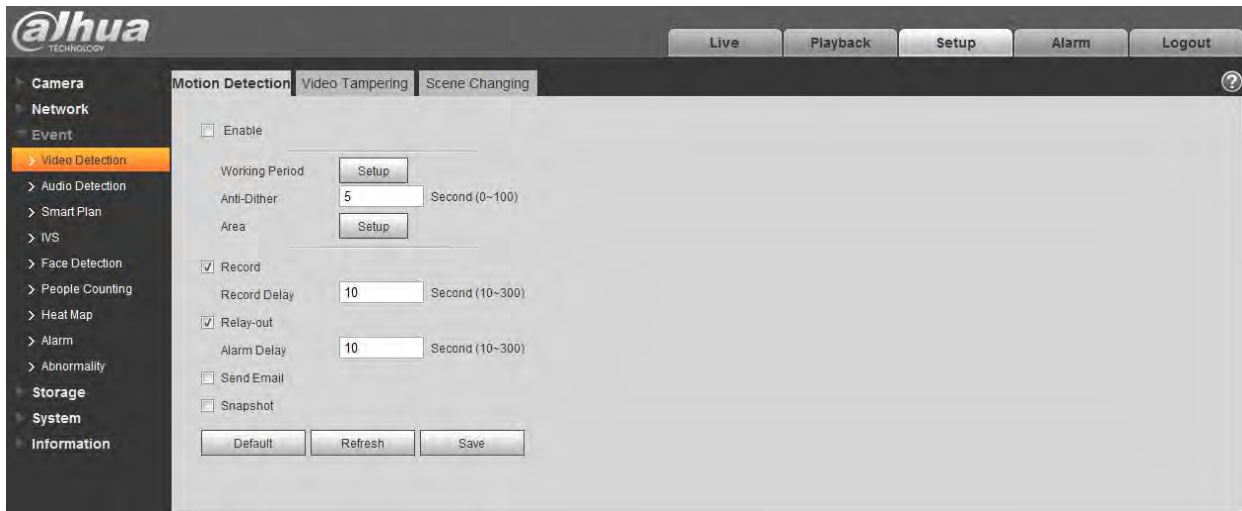 alhua
TECHNOLOGY
Live
Playback
Setup
Alarm
Logout
Camera
Network
Event
> Video Detection
> Audio Detection
> Smart Plan
> IVS
> Face Detection
> People Counting
> Heat Map
> Alarm
> Abnormality
Storage
System
Information
Motion Detection
Video Tampering
Scene Changing
?
Enable
Working Period Setup
Anti-Dither 5 Second (0~100)
Area Setup
Record
Record Delay 10 Second (10~300)
Relay-out
Alarm Delay 10 Second (10~300)
Send Email
Snapshot
Default Refresh Save